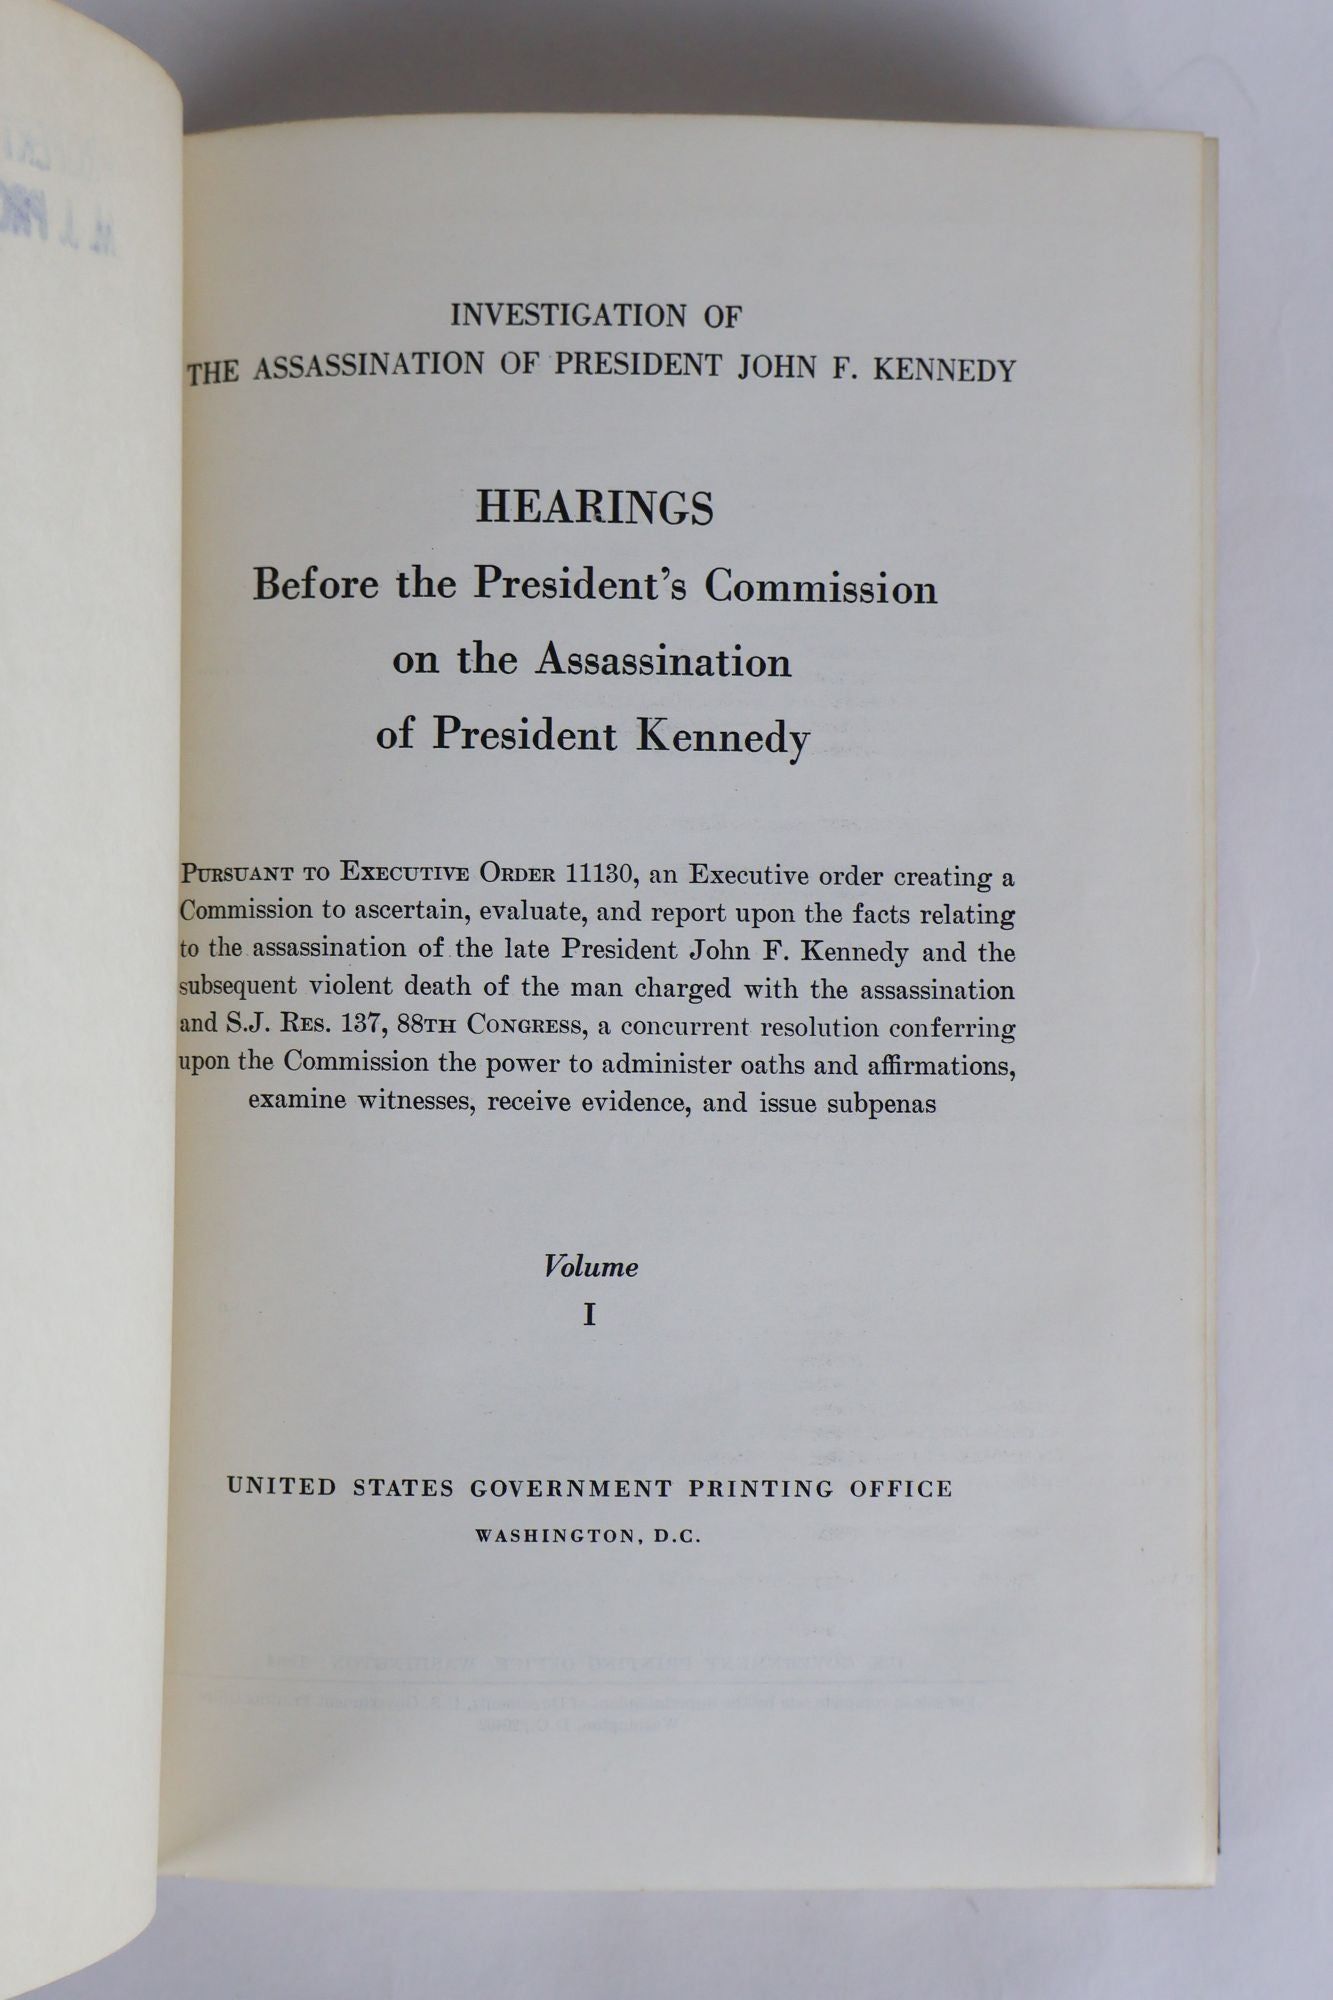 INVESTIGATION OF
THE ASSASSINATION OF PRESIDENT JOHN F. KENNEDY
HEARINGS
Before the President's Commission
on the Assassination
of President Kennedy
PURSUANT TO EXECUTIVE ORDER 11130, an Executive order creating a
Commission to ascertain, evaluate, and report upon the facts relating
to the assassination of the late President John F. Kennedy and the
subsequent violent death of the man charged with the assassination
and S.J. RES. 137, 88TH CONGRESS, a concurrent resolution conferring
upon the Commission the power to administer oaths and affirmations,
examine witnesses, receive evidence, and issue subpenas
Volume
I
UNITED STATES GOVERNMENT PRINTING OFFICE
WASHINGTON, D.C.